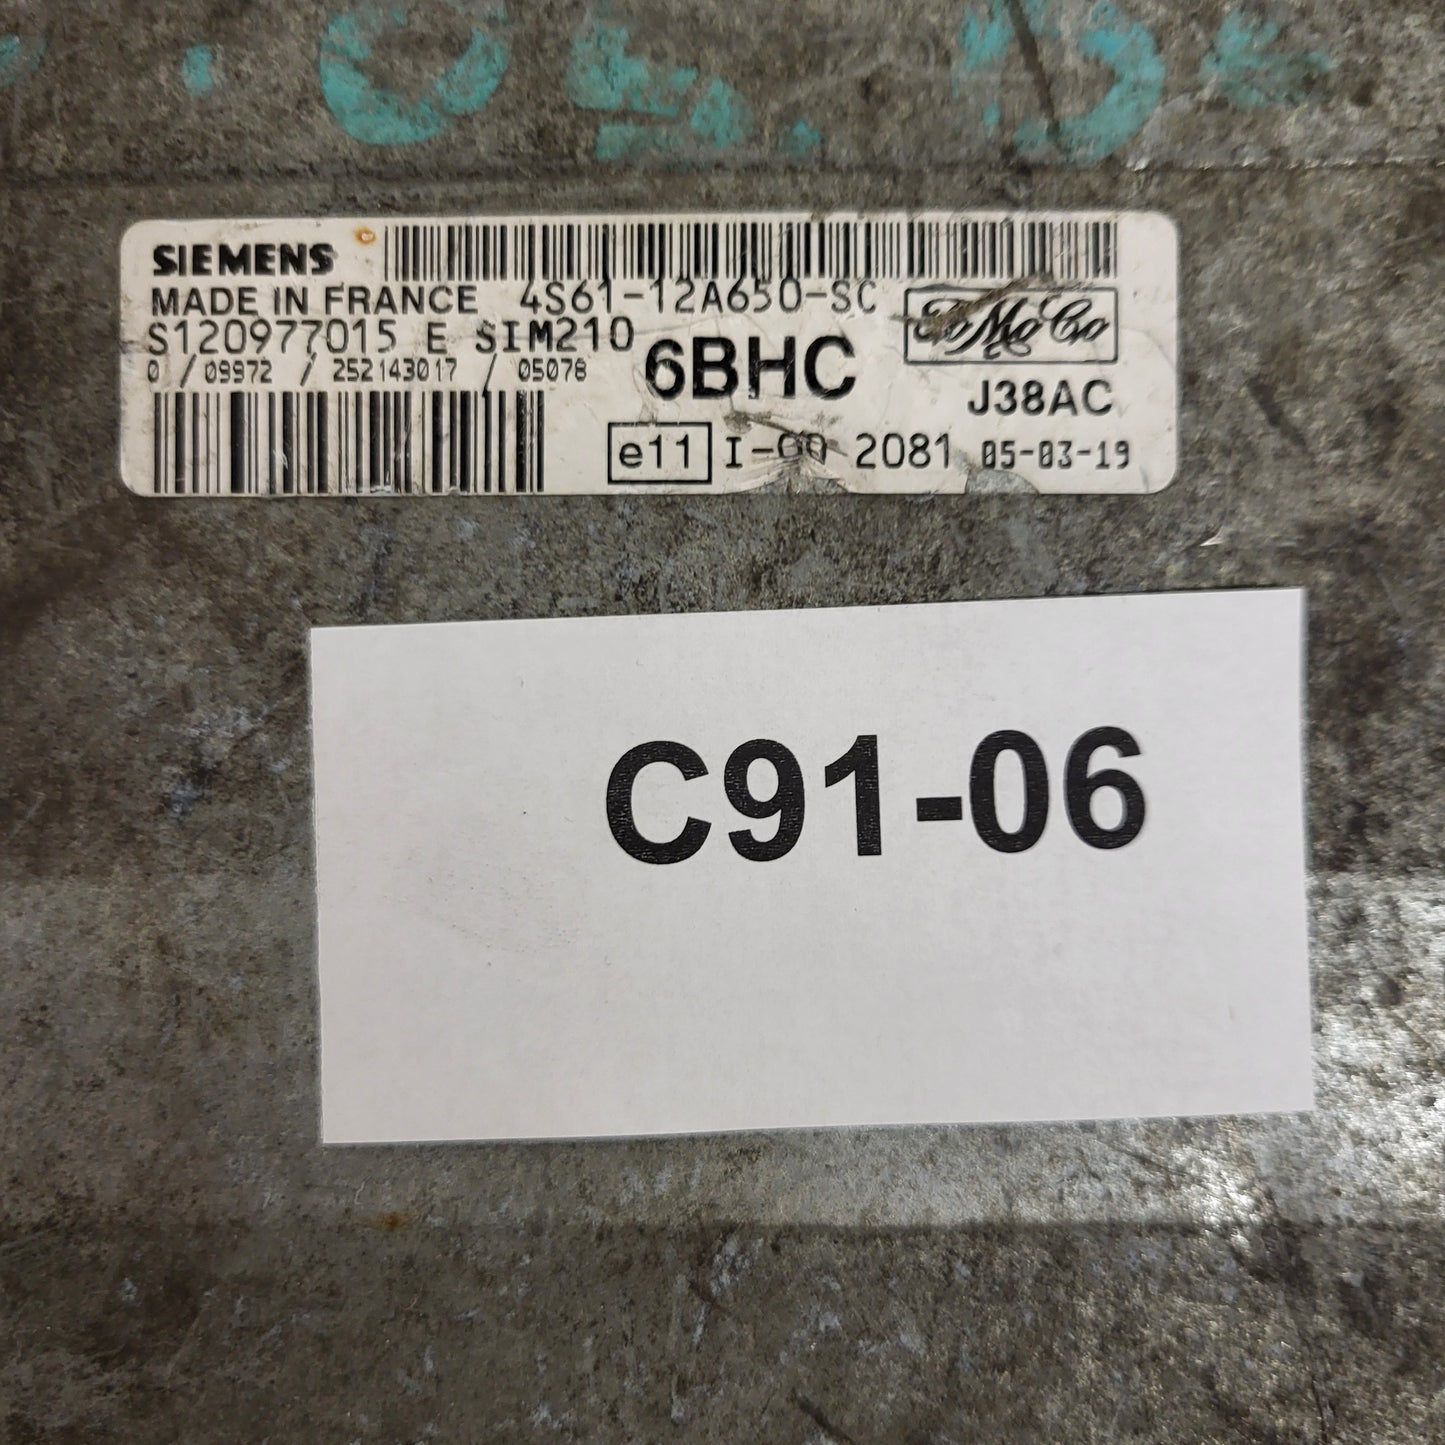 SIEMENS
MADE IN FRANCE 4S61-12A650-SC
S120977015 E SIM210
0 / 09972 / 252143017 / 05078
6BHC
FoMoCo
J38AC
e11 I-00 2081 05-03-19
C91-06